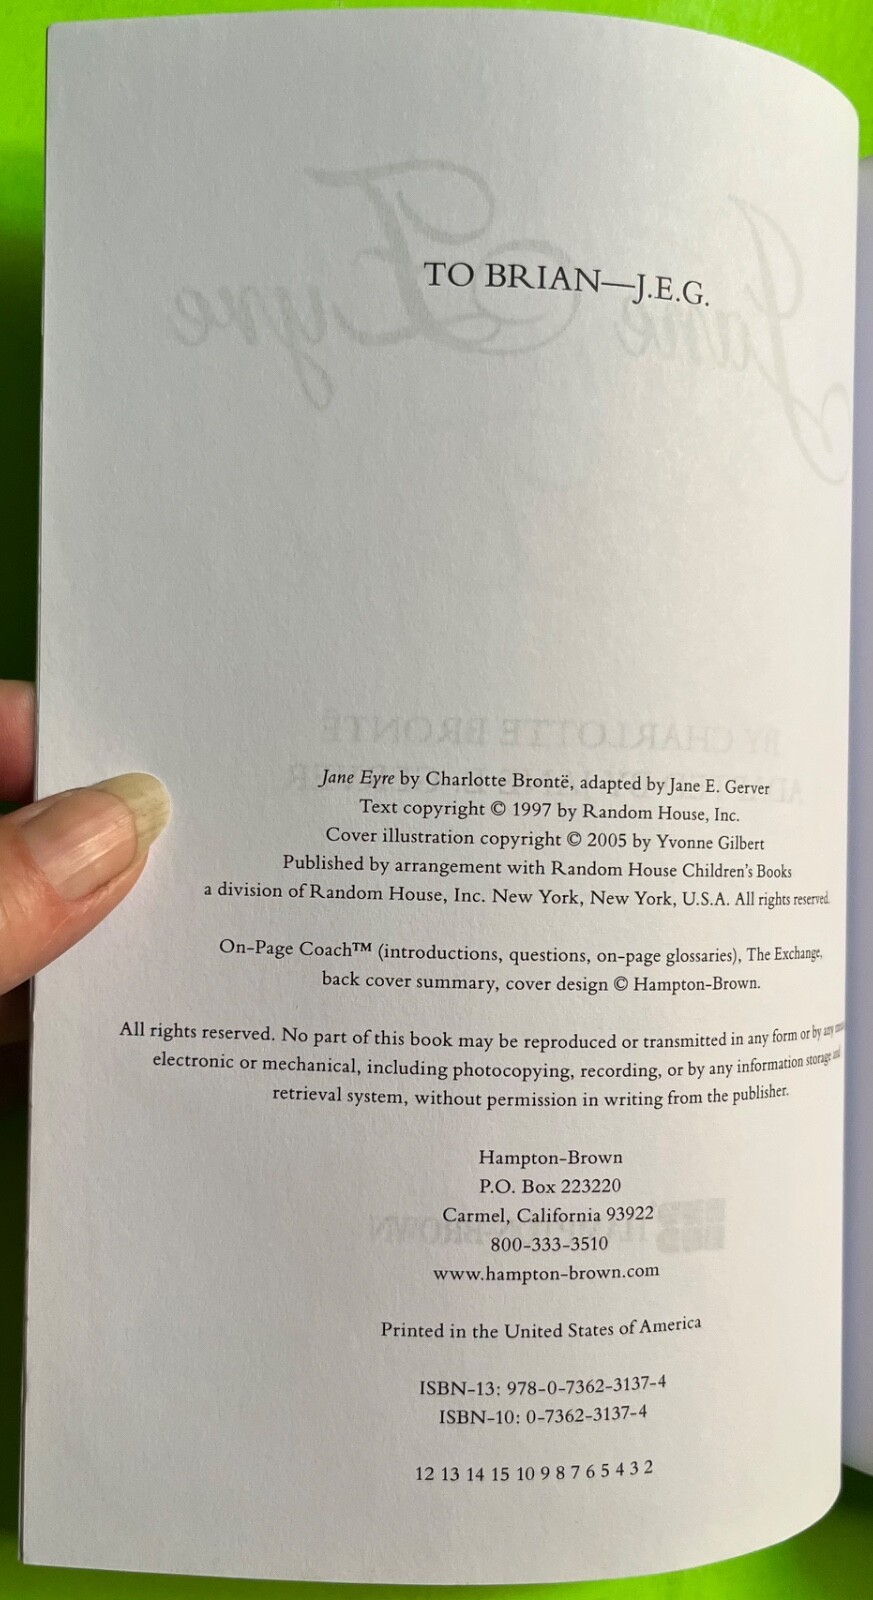 TO BRIAN—J.E.G.
Jane Eyre by Charlotte Brontë, adapted by Jane E. Gerver
Text copyright © 1997 by Random House, Inc.
Cover illustration copyright © 2005 by Yvonne Gilbert
Published by arrangement with Random House Children's Books
a division of Random House, Inc. New York, New York, U.S.A. All rights reserved.
On-Page Coach™ (introductions, questions, on-page glossaries), The Exchange,
back cover summary, cover design © Hampton-Brown.
All rights reserved. No part of this book may be reproduced or transmitted in any form or by any
electronic or mechanical, including photocopying, recording, or by any information storage and
retrieval system, without permission in writing from the publisher.
Hampton-Brown
P.O. Box 223220
Carmel, California 93922
800-333-3510
www.hampton-brown.com
Printed in the United States of America
ISBN-13: 978-0-7362-3137-4
ISBN-10: 0-7362-3137-4
12 13 14 15 10 9 8 7 6 5 4 3 2